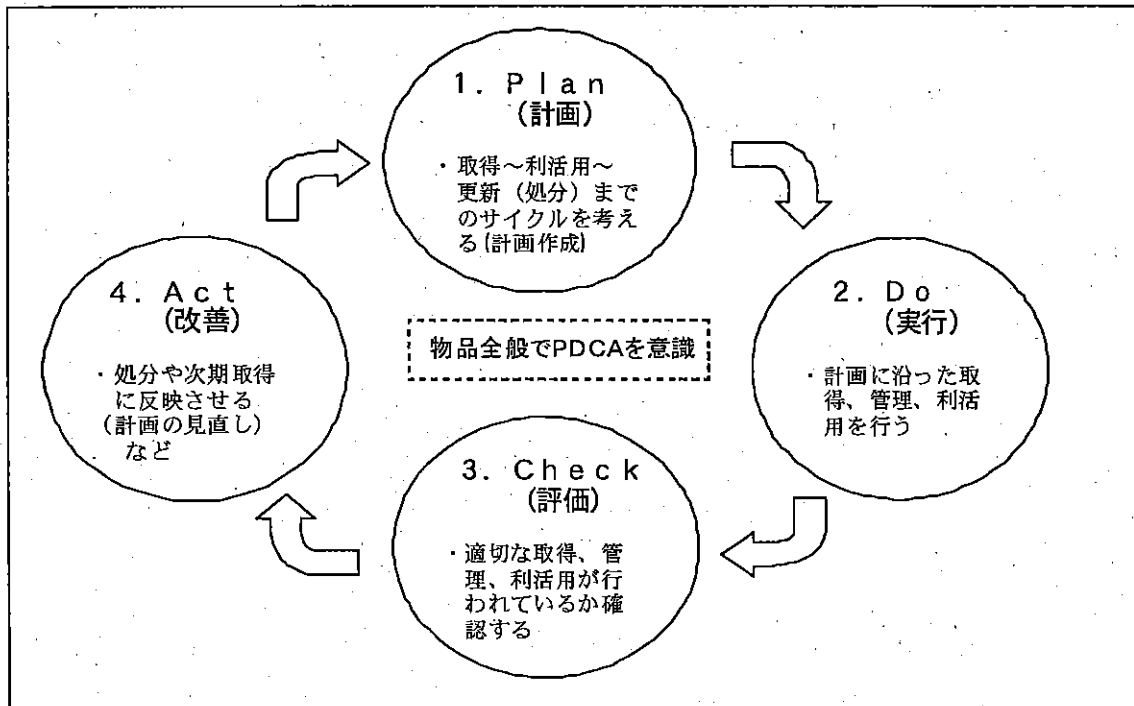 1. Plan
(計画)
・取得～利活用～
更新(処分)まで
のサイクルを考え
る(計画作成)
2. Do
(実行)
・計画に沿った取
得、管理、利活
用を行う
3. Check
(評価)
・適切な取得、管
理、利活用が行
われているか確
認する
4. Act
(改善)
・処分や次期取得
に反映させる
(計画の見直し)
など
物品全般でPDCAを意識